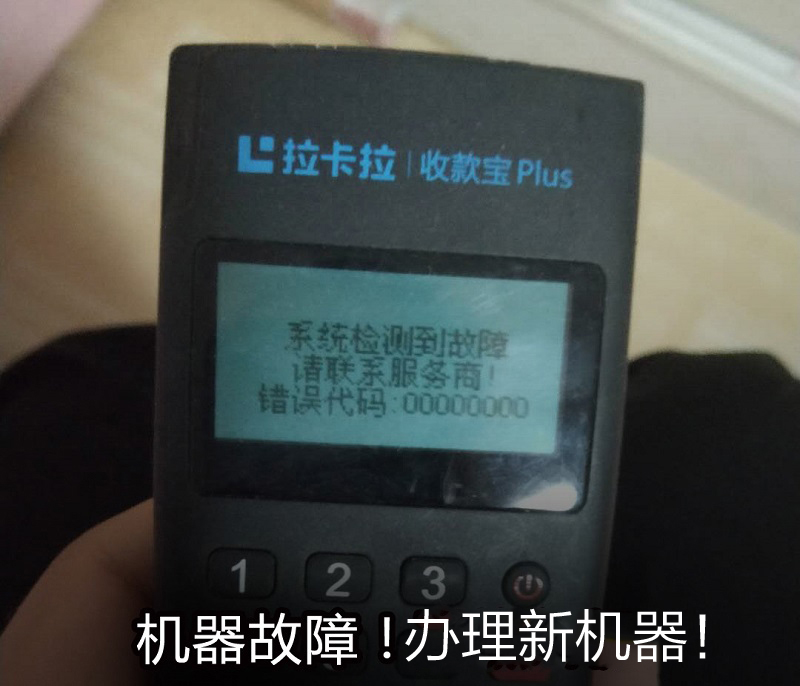 拉卡拉 | 收款宝 Plus
系统检测到故障
请联系服务商!
错误代码:00000000
1 2 3
机器故障！办理新机器！